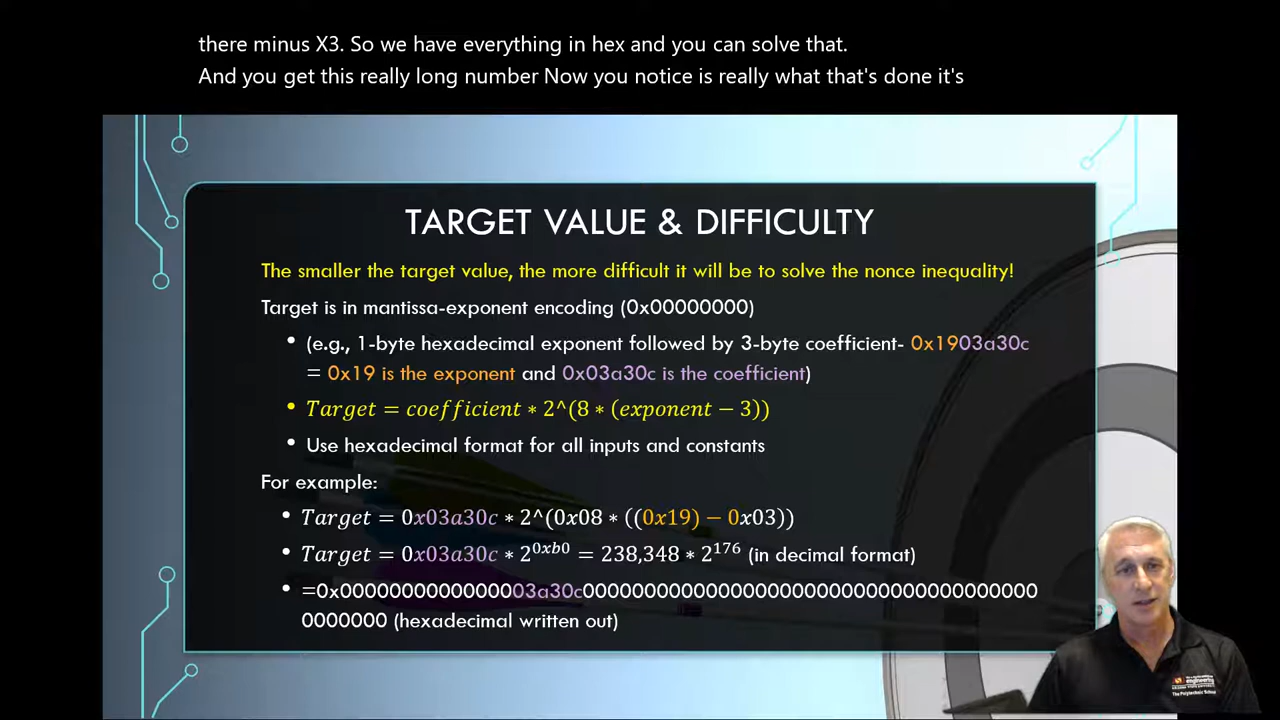 there minus X3. So we have everything in hex and you can solve that.
And you get this really long number Now you notice is really what that's done it's
TARGET VALUE & DIFFICULTY
The smaller the target value, the more difficult it will be to solve the nonce inequality!
Target is in mantissa-exponent encoding (0x00000000)
• (e.g., 1-byte hexadecimal exponent followed by 3-byte coefficient- 0x1903a30c
= 0x19 is the exponent and 0x03a30c is the coefficient)
• Target = coefficient * 2^(8 * (exponent − 3))
• Use hexadecimal format for all inputs and constants
For example:
• Target = 0x03a30c * 2^(0x08 * ((0x19) − 0x03))
• Target = 0x03a30c * 2^0xb0 = 238,348 * 2^176 (in decimal format)
• =0x0000000000000003a30c0000000000000000000000000000000000000
0000000 (hexadecimal written out)
engineering
The Polytechnic School